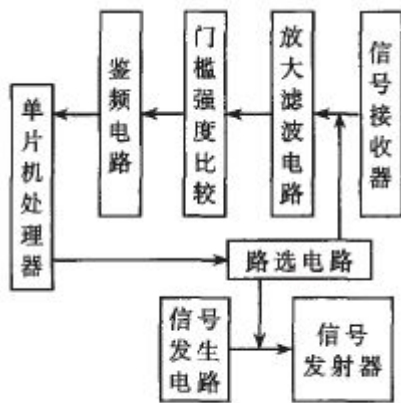 单片机处理器
鉴频电路
门槛强度比较
放大滤波电路
信号接收器
路选电路
信号
发生
电路
信号
发射器